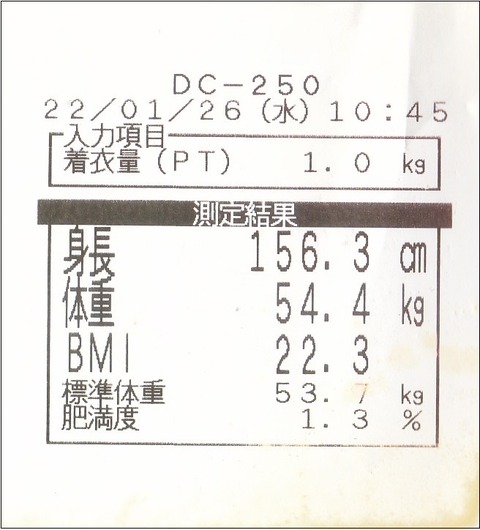 DC-250
22/01/26(水)10:45
入力項目
着衣量(PT) 1.0 kg
測定結果
身長 156.3 cm
体重 54.4 kg
BMI 22.3
標準体重 53.7 kg
肥満度 1.3 %